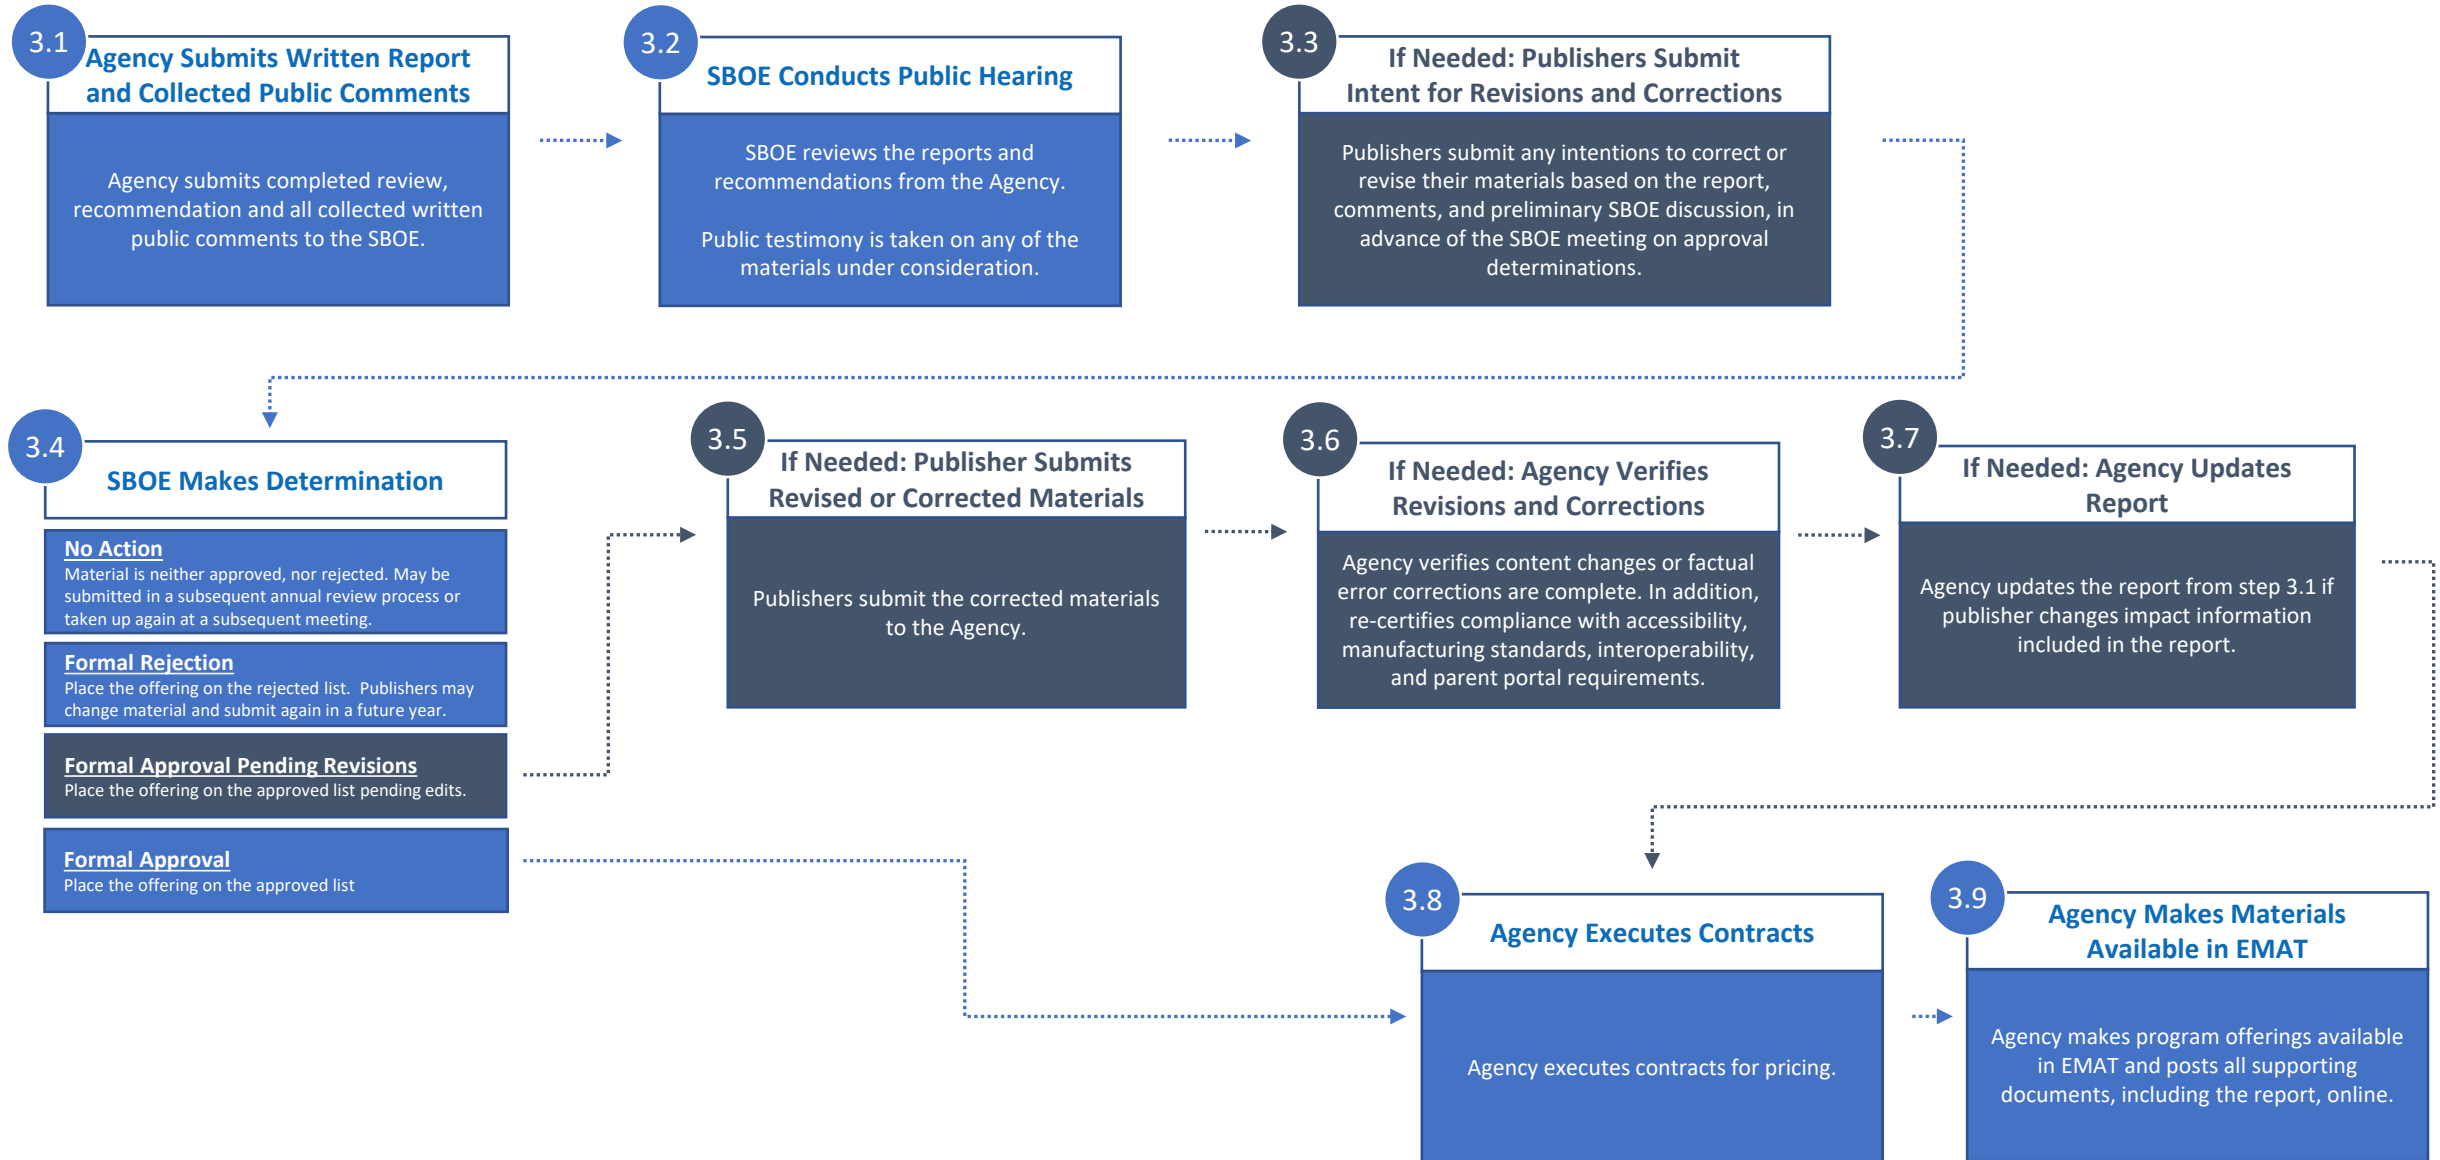 3.1
Agency Submits Written Report
and Collected Public Comments
Agency submits completed review,
recommendation and all collected written
public comments to the SBOE.
3.2
SBOE Conducts Public Hearing
SBOE reviews the reports and
recommendations from the Agency.
Public testimony is taken on any of the
materials under consideration.
3.3
If Needed: Publishers Submit
Intent for Revisions and Corrections
Publishers submit any intentions to correct or
revise their materials based on the report,
comments, and preliminary SBOE discussion, in
advance of the SBOE meeting on approval
determinations.
3.4
SBOE Makes Determination
No Action
Material is neither approved, nor rejected. May be
submitted in a subsequent annual review process or
taken up again at a subsequent meeting.
Formal Rejection
Place the offering on the rejected list. Publishers may
change material and submit again in a future year.
Formal Approval Pending Revisions
Place the offering on the approved list pending edits.
Formal Approval
Place the offering on the approved list
3.5
If Needed: Publisher Submits
Revised or Corrected Materials
Publishers submit the corrected materials
to the Agency.
3.6
If Needed: Agency Verifies
Revisions and Corrections
Agency verifies content changes or factual
error corrections are complete. In addition,
re-certifies compliance with accessibility,
manufacturing standards, interoperability,
and parent portal requirements.
3.7
If Needed: Agency Updates
Report
Agency updates the report from step 3.1 if
publisher changes impact information
included in the report.
3.8
Agency Executes Contracts
Agency executes contracts for pricing.
3.9
Agency Makes Materials
Available in EMAT
Agency makes program offerings available
in EMAT and posts all supporting
documents, including the report, online.